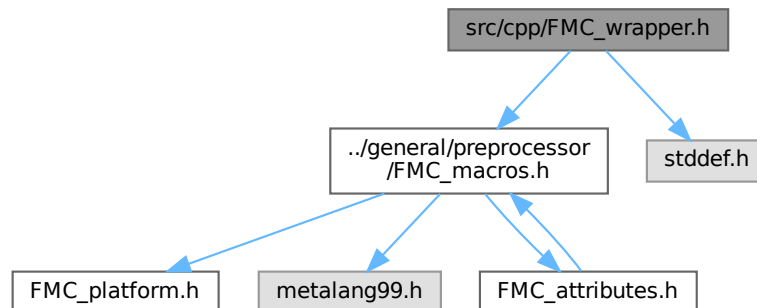 src/cpp/FMC_wrapper.h
../general/preprocessor
/FMC_macros.h
stddef.h
FMC_platform.h
metalang99.h
FMC_attributes.h